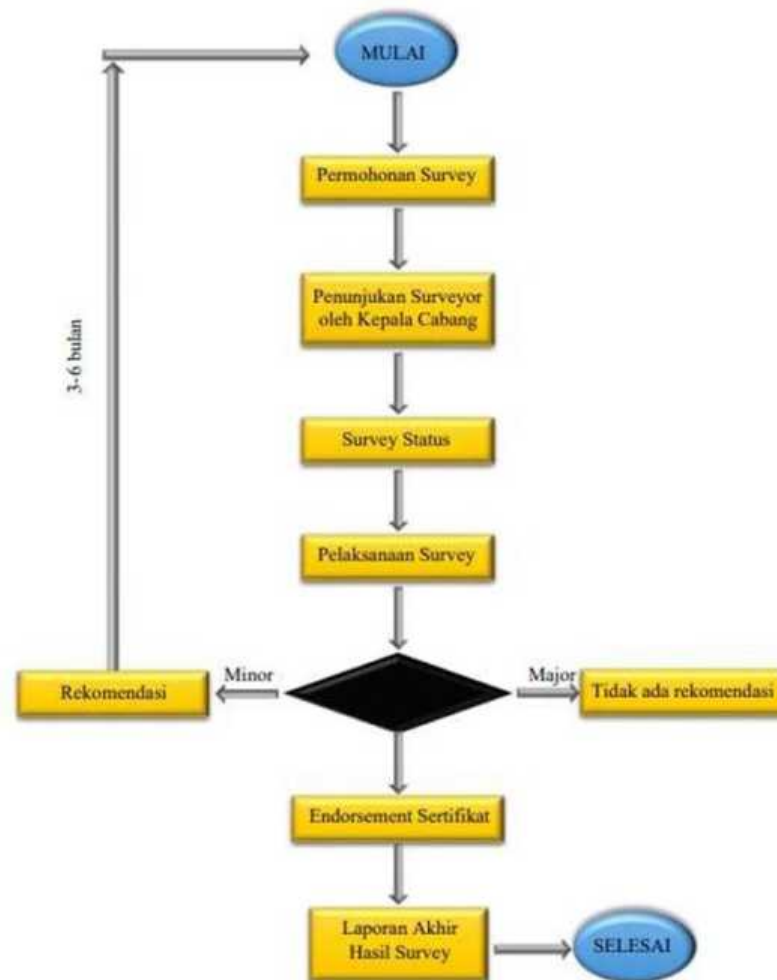 MULAI
Permohonan Survey
Penunjukan Surveyor
oleh Kepala Cabang
3-6 bulan
Survey Status
Pelaksanaan Survey
Minor
Major
Rekomendasi
Tidak ada rekomendasi
Endorsement Sertifikat
Laporan Akhir
Hasil Survey
SELESAI